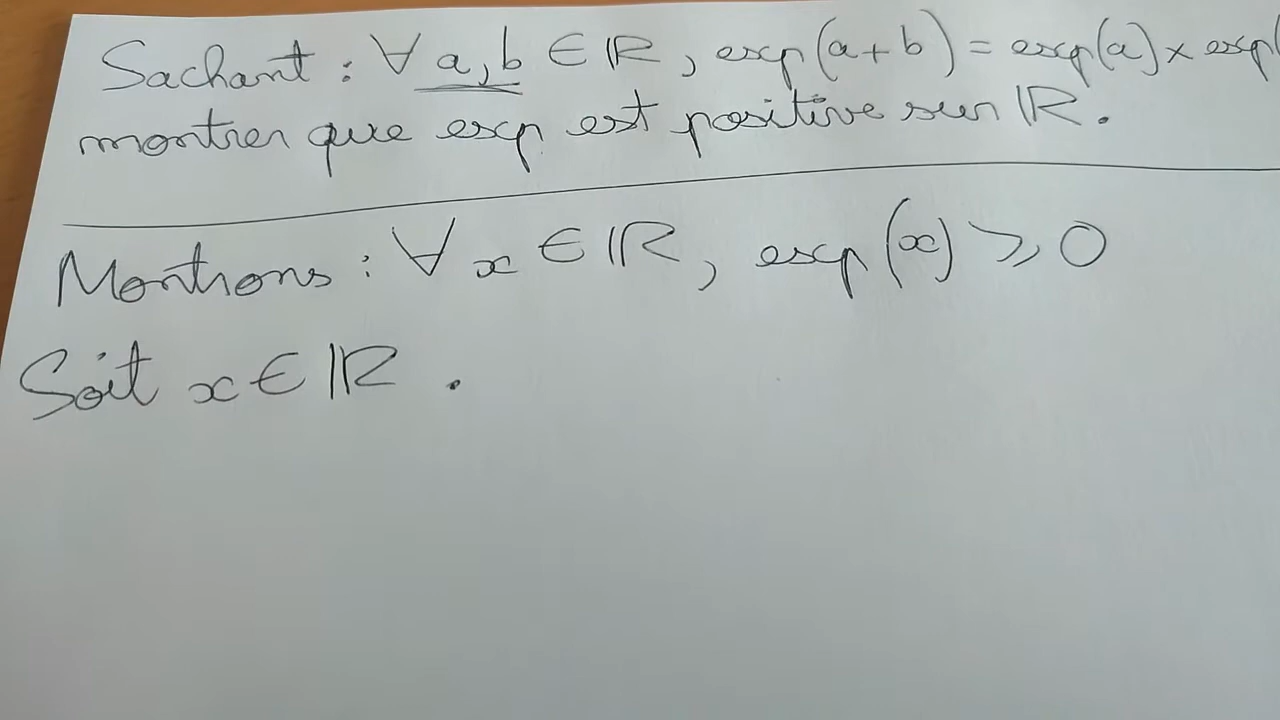 Sachant : ∀ a, b ∈ ℝ, exp(a + b) = exp(a) × exp(
montrer que exp est positive sur ℝ.
Montrons : ∀ x ∈ ℝ, exp(x) ⩾ 0
Soit x ∈ ℝ.